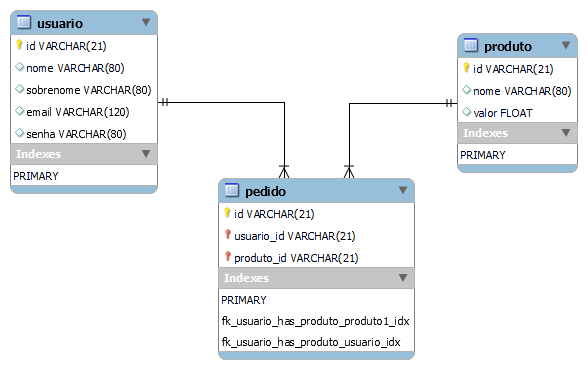 usuario
id VARCHAR(21)
nome VARCHAR(80)
sobrenome VARCHAR(80)
email VARCHAR(120)
senha VARCHAR(80)
Indexes
PRIMARY
produto
id VARCHAR(21)
nome VARCHAR(80)
valor FLOAT
Indexes
PRIMARY
pedido
id VARCHAR(21)
usuario_id VARCHAR(21)
produto_id VARCHAR(21)
Indexes
PRIMARY
fk_usuario_has_produto_produto1_idx
fk_usuario_has_produto_usuario_idx